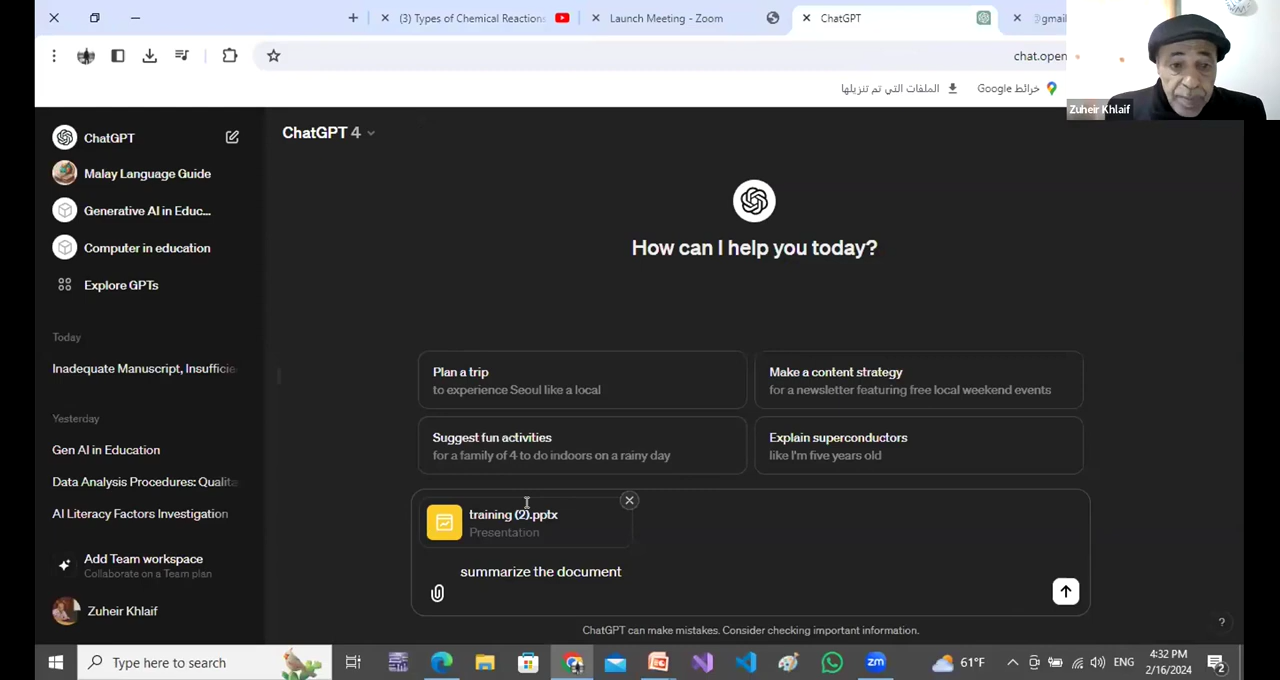 (3) Types of Chemical Reactions
Launch Meeting - Zoom
ChatGPT
@gmail
chat.open
الملفات التي تم تنزيلها
خرائط Google
Zuheir Khlaif
ChatGPT
Malay Language Guide
Generative AI in Educ...
Computer in education
Explore GPTs
Today
Inadequate Manuscript, Insufficie
Yesterday
Gen AI in Education
Data Analysis Procedures: Qualita
AI Literacy Factors Investigation
Add Team workspace
Collaborate on a Team plan
Zuheir Khlaif
ChatGPT 4
How can I help you today?
Plan a trip
to experience Seoul like a local
Make a content strategy
for a newsletter featuring free local weekend events
Suggest fun activities
for a family of 4 to do indoors on a rainy day
Explain superconductors
like I'm five years old
training (2).pptx
Presentation
summarize the document
ChatGPT can make mistakes. Consider checking important information.
?
Type here to search
zm
61°F
ENG
4:32 PM
2/16/2024
2